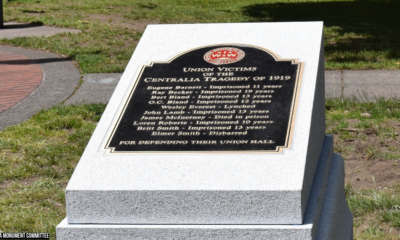 IWW
UNION VICTIMS
OF THE
CENTRALIA TRAGEDY OF 1919
Eugene Barnett - Imprisoned 11 years
Ray Becker - Imprisoned 19 years
Bert Bland - Imprisoned 13 years
O.C. Bland - Imprisoned 12 years
Wesley Everest - Lynched
John Lamb - Imprisoned 13 years
James McInerney - Died in prison
Loren Roberts - Imprisoned 10 years
Britt Smith - Imprisoned 13 years
Elmer Smith - Disbarred
FOR DEFENDING THEIR UNION HALL
A MONUMENT COMMITTEE